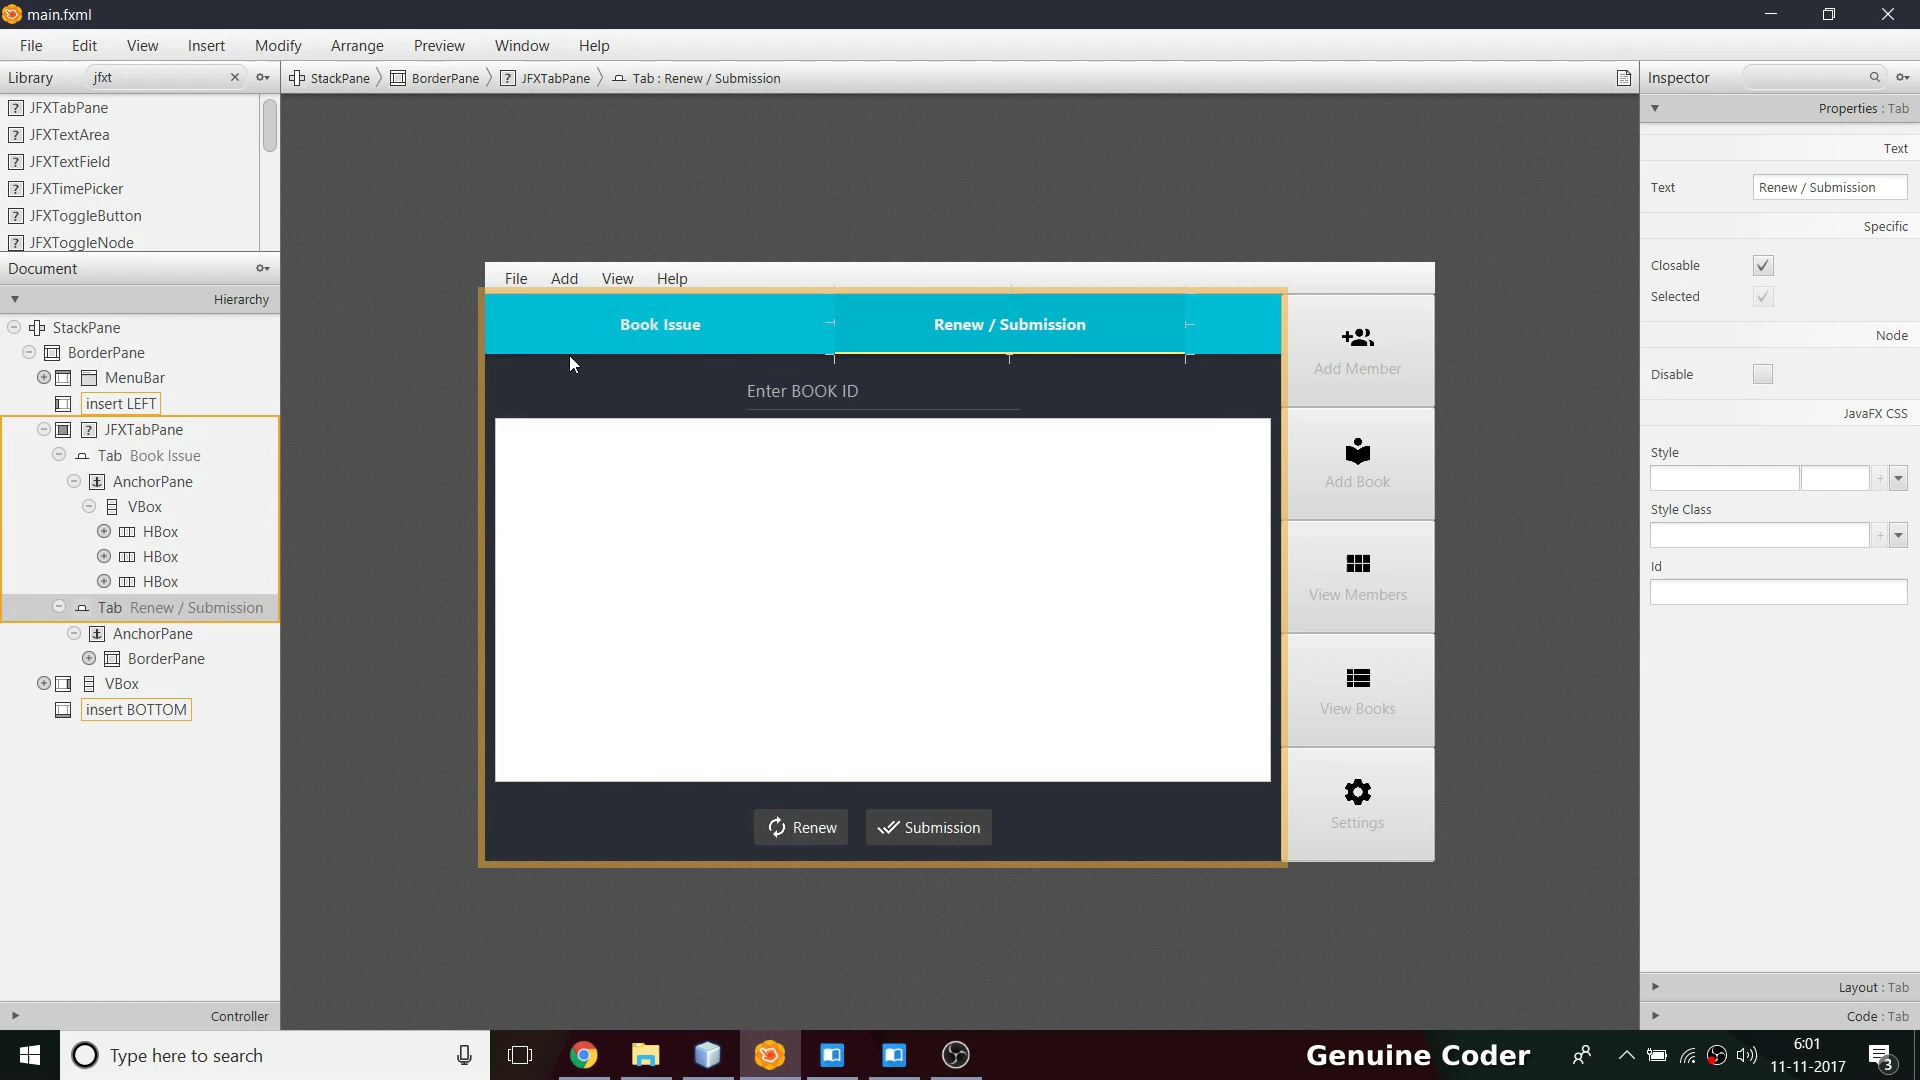 main.fxml
File Edit View Insert Modify Arrange Preview Window Help
Library jfxt
StackPane BorderPane JFXTabPane Tab : Renew / Submission
Inspector
JFXTabPane
JFXTextArea
JFXTextField
JFXTimePicker
JFXToggleButton
JFXToggleNode
Document
Hierarchy
StackPane
BorderPane
MenuBar
insert LEFT
JFXTabPane
Tab Book Issue
AnchorPane
VBox
HBox
HBox
HBox
Tab Renew / Submission
AnchorPane
BorderPane
VBox
insert BOTTOM
Controller
File Add View Help
Book Issue Renew / Submission
Enter BOOK ID
Renew Submission
Add Member
Add Book
View Members
View Books
Settings
Properties : Tab
Text
Text Renew / Submission
Specific
Closable
Selected
Node
Disable
JavaFX CSS
Style
Style Class
Id
Layout : Tab
Code : Tab
Type here to search
Genuine Coder
6:01
11-11-2017
3